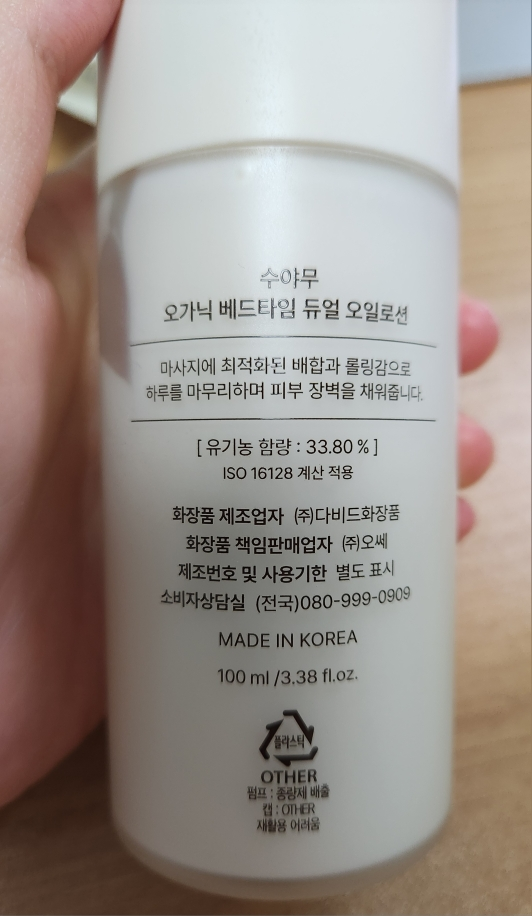 수야무
오가닉 베드타임 듀얼 오일로션
마사지에 최적화된 배합과 롤링감으로
하루를 마무리하며 피부 장벽을 채워줍니다.
[ 유기농 함량 : 33.80 % ]
ISO 16128 계산 적용
화장품 제조업자 (주)다비드화장품
화장품 책임판매업자 (주)오쎄
제조번호 및 사용기한 별도 표시
소비자상담실 (전국)080-999-0909
MADE IN KOREA
100 ml /3.38 fl.oz.
플라스틱
OTHER
펌프 : 종량제 배출
캡 : OTHER
재활용 어려움